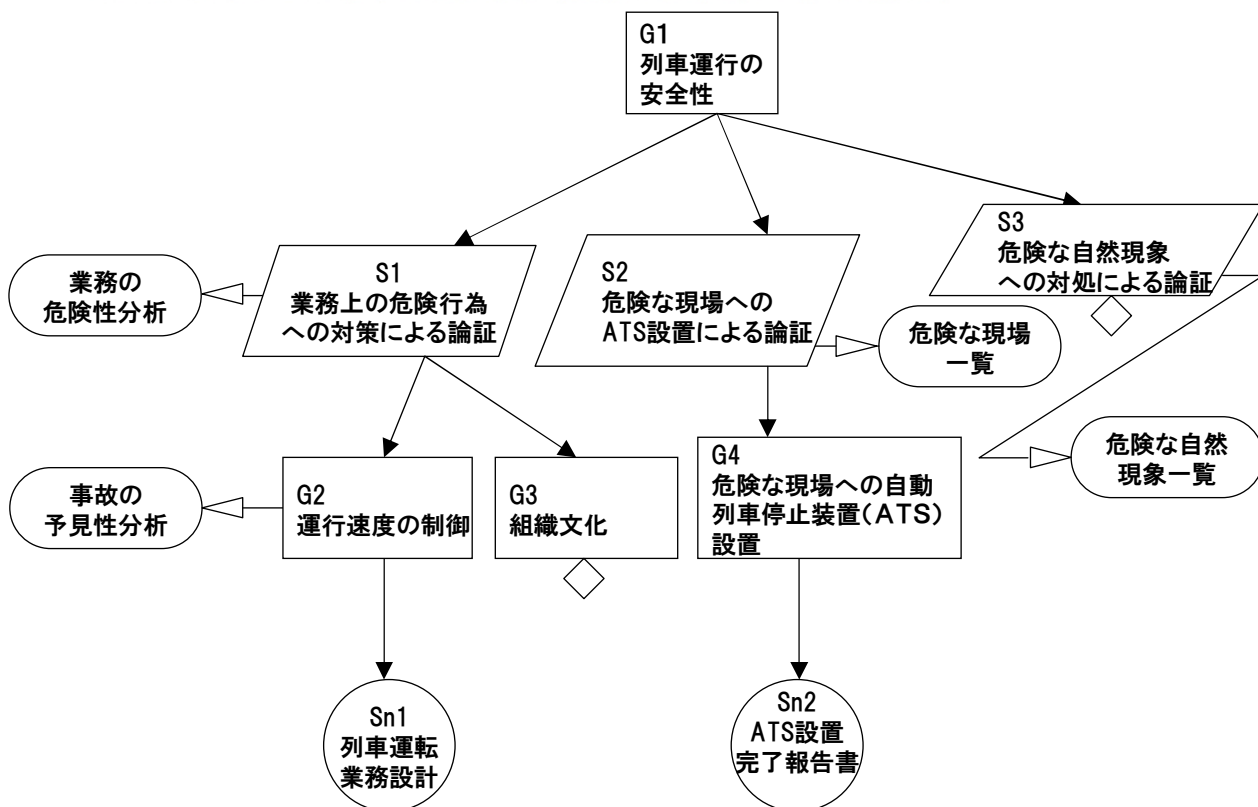 G1
列車運行の
安全性
S3
危険な自然現象
への対処による論証
S1
業務上の危険行為
への対策による論証
S2
危険な現場への
ATS設置による論証
業務の
危険性分析
危険な現場
一覧
危険な自然
現象一覧
事故の
予見性分析
G2
運行速度の制御
G3
組織文化
G4
危険な現場への自動
列車停止装置(ATS)
設置
Sn1
列車運転
業務設計
Sn2
ATS設置
完了報告書